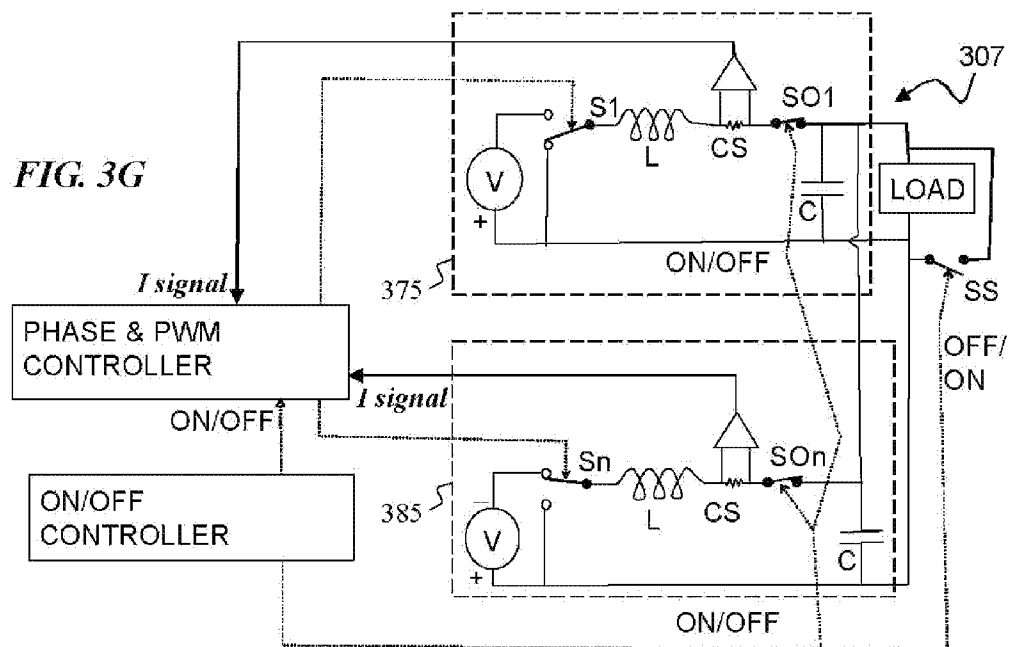 307
S1
SO1
L
CS
FIG. 3G
V
+
C
LOAD
ON/OFF
375
SS
I signal
PHASE & PWM
CONTROLLER
OFF/
ON
I signal
ON/OFF
Sn
SOn
385
L
CS
ON/OFF
CONTROLLER
V
+
C
ON/OFF